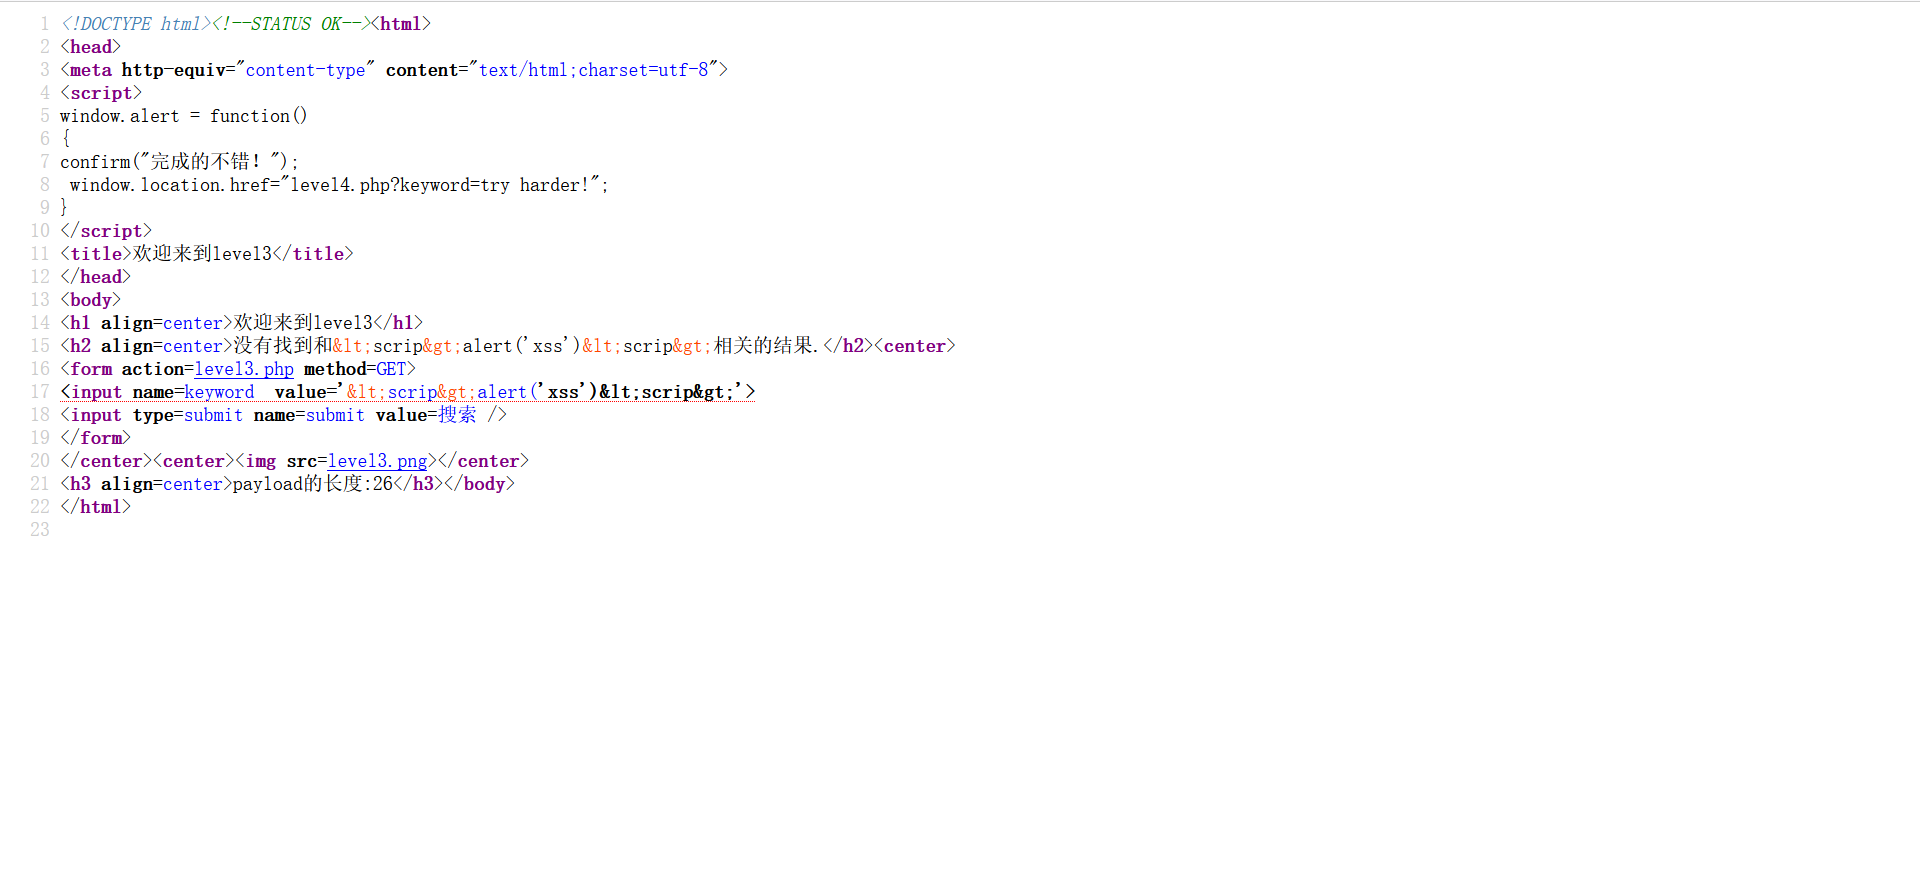 1 <!DOCTYPE html><!--STATUS OK--><html>
2 <head>
3 <meta http-equiv="content-type" content="text/html;charset=utf-8">
4 <script>
5 window.alert = function()
6 {
7 confirm("完成的不错！");
8  window.location.href="level4.php?keyword=try harder!";
9 }
10 </script>
11 <title>欢迎来到level3</title>
12 </head>
13 <body>
14 <h1 align=center>欢迎来到level3</h1>
15 <h2 align=center>没有找到和&lt;scrip&gt;alert('xss')&lt;scrip&gt;相关的结果.</h2><center>
16 <form action=level3.php method=GET>
17 <input name=keyword  value='&lt;scrip&gt;alert('xss')&lt;scrip&gt;'>
18 <input type=submit name=submit value=搜索 />
19 </form>
20 </center><center><img src=level3.png></center>
21 <h3 align=center>payload的长度:26</h3></body>
22 </html>
23